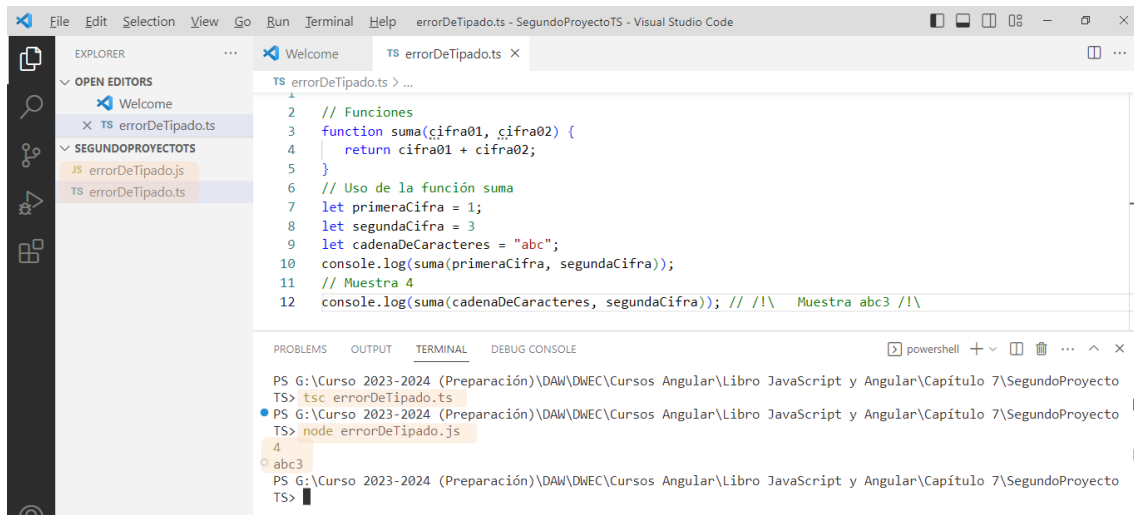 File Edit Selection View Go Run Terminal Help errorDeTipado.ts - SegundoProyectoTS - Visual Studio Code
EXPLORER
OPEN EDITORS
Welcome
TS errorDeTipado.ts
SEGUNDOPROYECTOTS
JS errorDeTipado.js
TS errorDeTipado.ts
Welcome TS errorDeTipado.ts
TS errorDeTipado.ts > ...
1
2 // Funciones
3 function suma(cifra01, cifra02) {
4 return cifra01 + cifra02;
5 }
6 // Uso de la función suma
7 let primeraCifra = 1;
8 let segundaCifra = 3
9 let cadenaDeCaracteres = "abc";
10 console.log(suma(primeraCifra, segundaCifra));
11 // Muestra 4
12 console.log(suma(cadenaDeCaracteres, segundaCifra)); // /!\ Muestra abc3 /!\
PROBLEMS OUTPUT TERMINAL DEBUG CONSOLE powershell
PS G:\Curso 2023-2024 (Preparación)\DAW\DWEC\Cursos Angular\Libro JavaScript y Angular\Capítulo 7\SegundoProyecto
TS> tsc errorDeTipado.ts
PS G:\Curso 2023-2024 (Preparación)\DAW\DWEC\Cursos Angular\Libro JavaScript y Angular\Capítulo 7\SegundoProyecto
TS> node errorDeTipado.js
4
abc3
PS G:\Curso 2023-2024 (Preparación)\DAW\DWEC\Cursos Angular\Libro JavaScript y Angular\Capítulo 7\SegundoProyecto
TS>